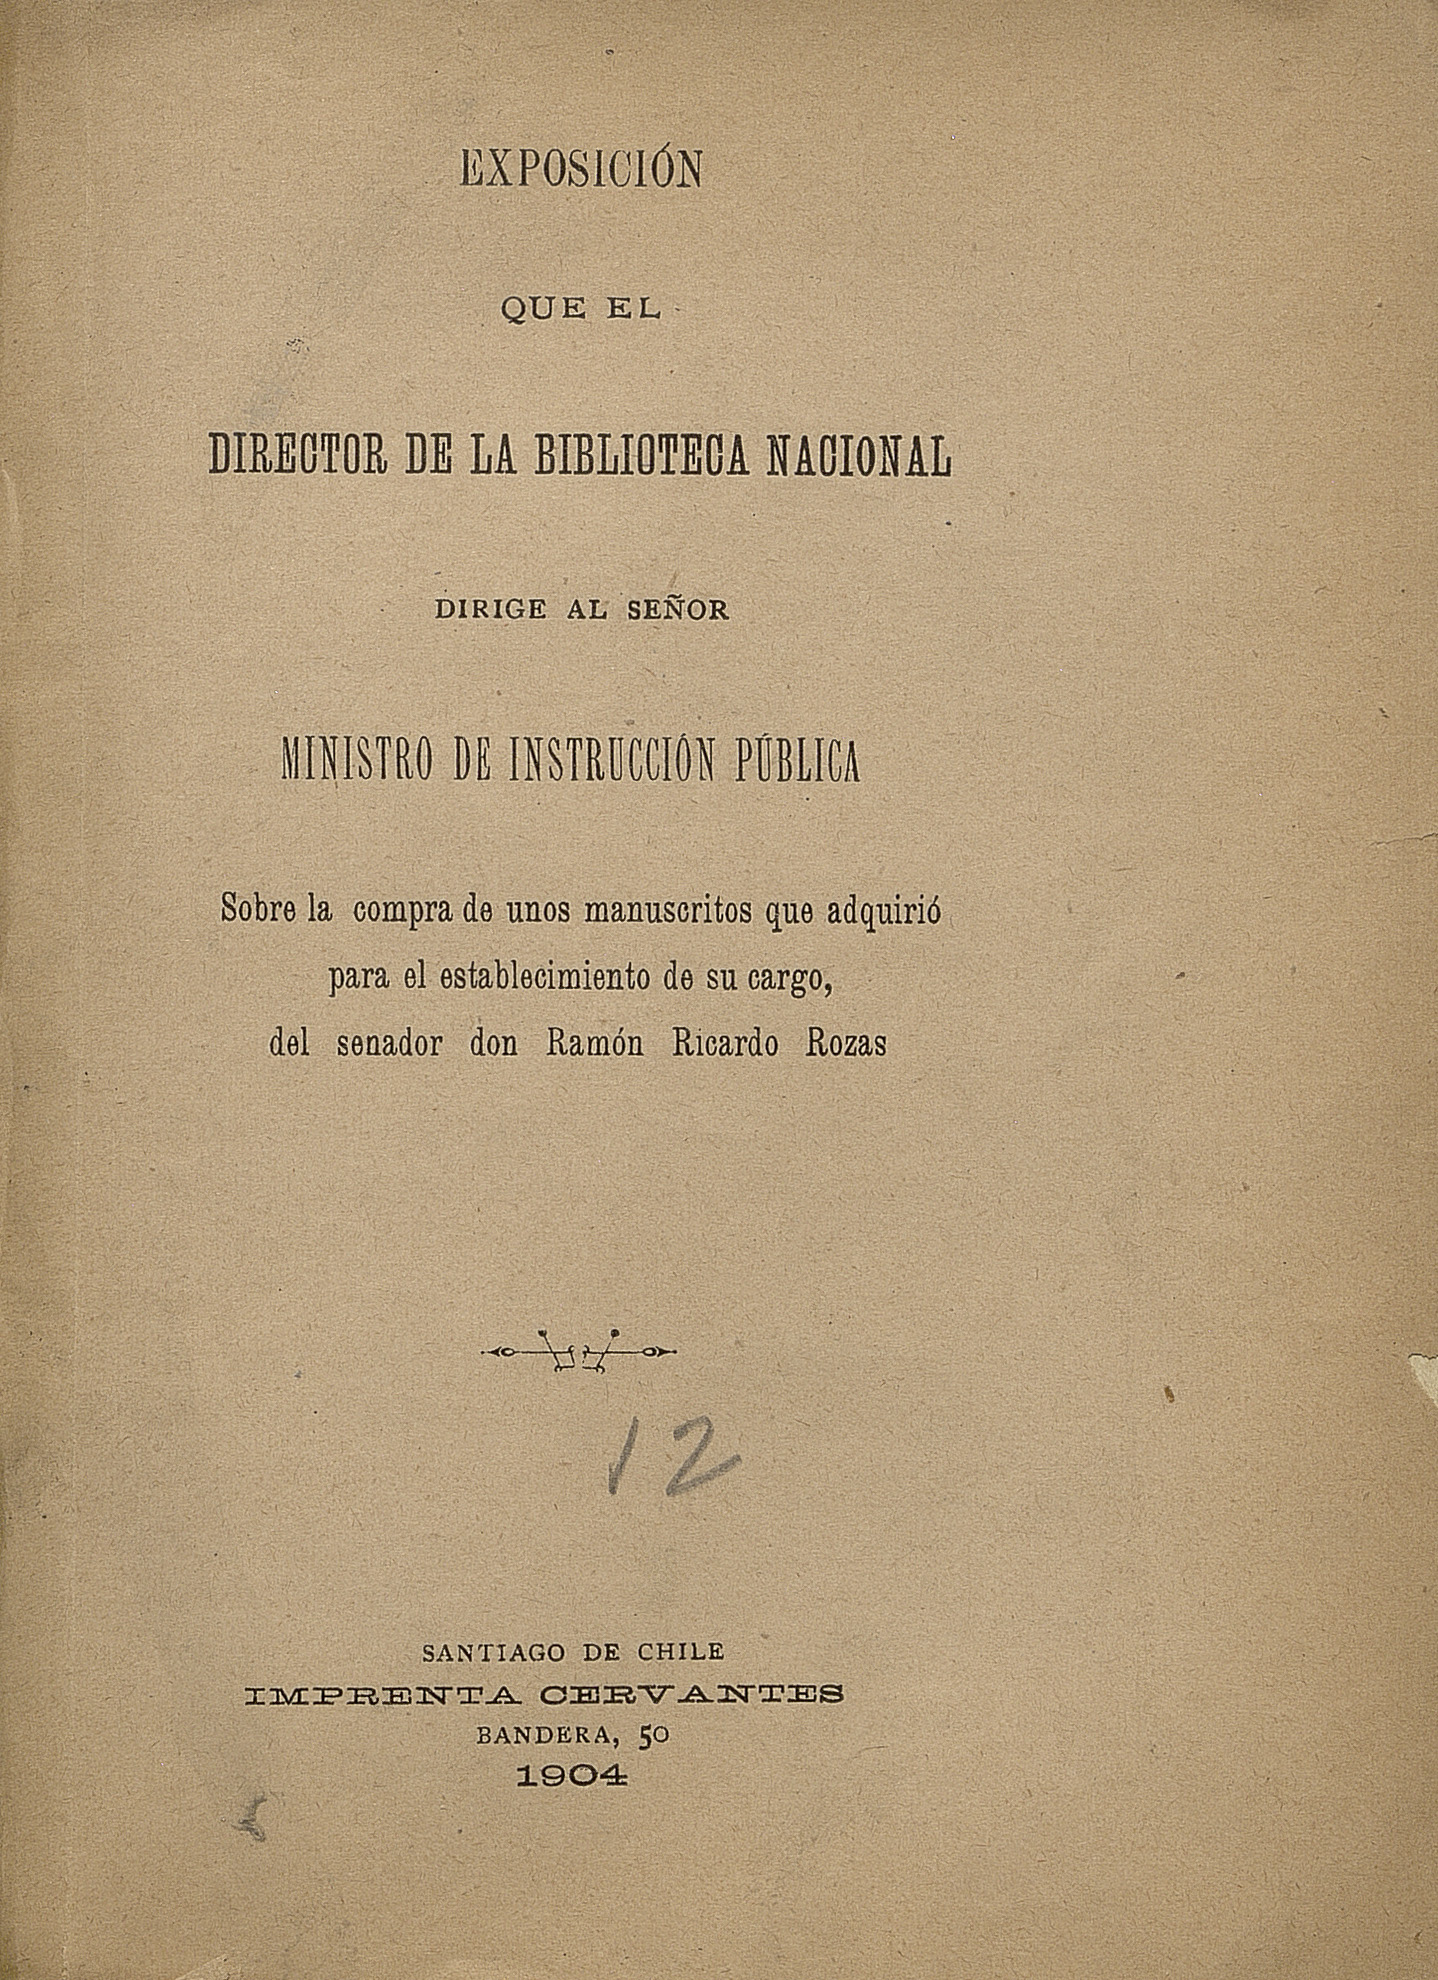 EXPOSICIÓN
QUE EL
DIRECTOR DE LA BIBLIOTECA NACIONAL
DIRIGE AL SEÑOR
MINISTRO DE INSTRUCCIÓN PÚBLICA
Sobre la compra de unos manuscritos que adquirió
para el establecimiento de su cargo,
del senador don Ramón Ricardo Rozas
12
SANTIAGO DE CHILE
IMPRENTA CERVANTES
BANDERA, 50
1904